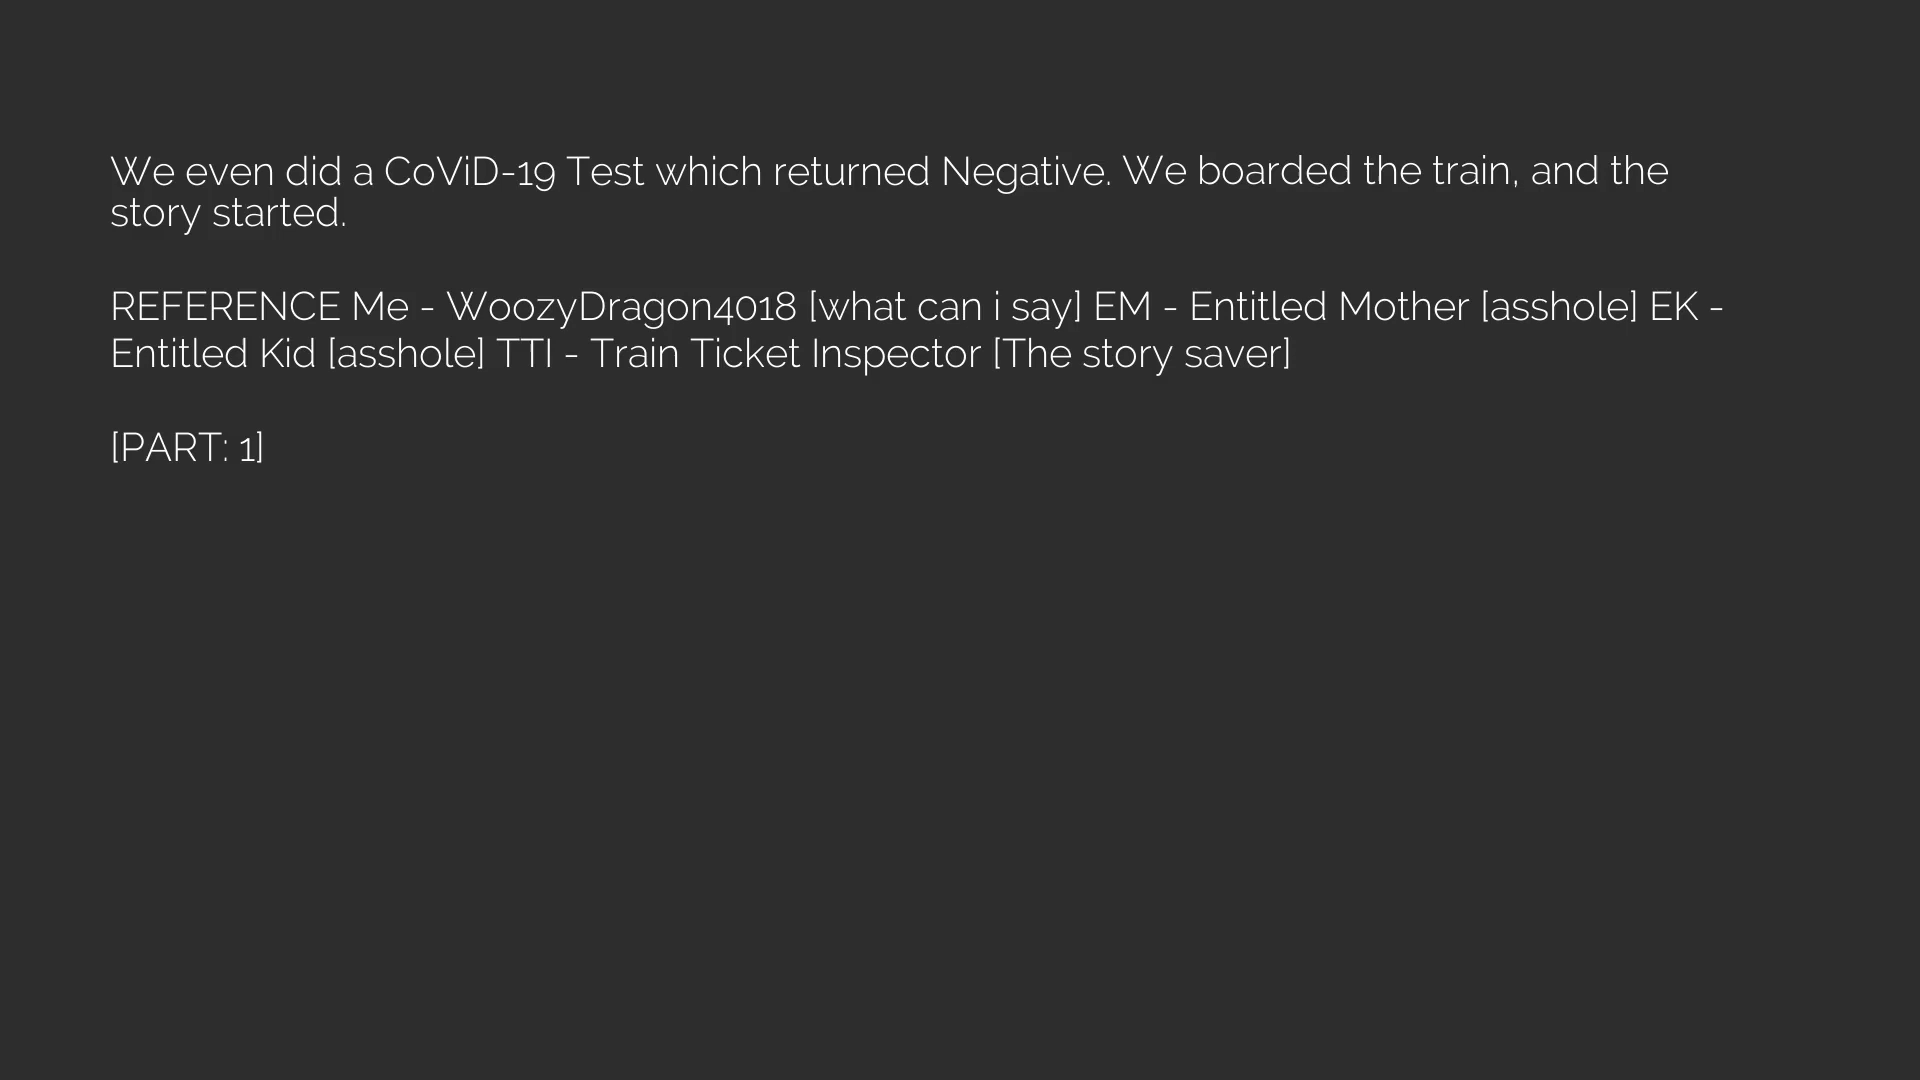 We even did a CoViD-19 Test which returned Negative. We boarded the train, and the
story started.
REFERENCE Me - WoozyDragon4018 [what can i say] EM - Entitled Mother [asshole] EK -
Entitled Kid [asshole] TTI - Train Ticket Inspector [The story saver]
[PART: 1]